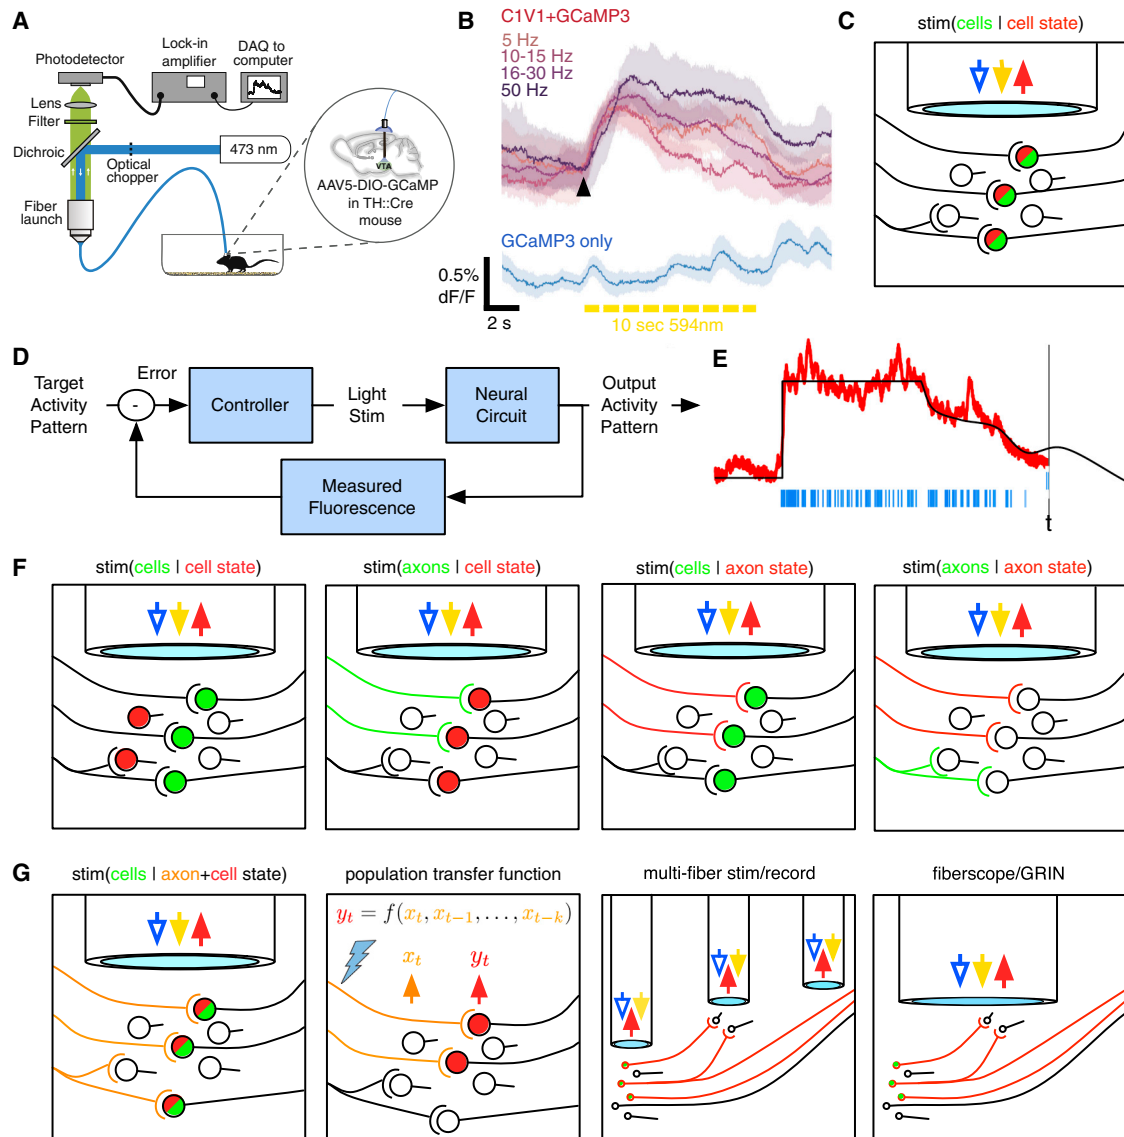 A
Photodetector
Lock-in
amplifier
DAQ to
computer
Lens
Filter
Dichroic
Optical
chopper
473 nm
Fiber
launch
VTA
AAV5-DIO-GCaMP
in TH::Cre
mouse
B
C1V1+GCaMP3
5 Hz
10-15 Hz
16-30 Hz
50 Hz
GCaMP3 only
0.5%
dF/F
2 s
10 sec 594nm
C
stim(cells | cell state)
D
Target
Activity
Pattern
Error
-
Controller
Light
Stim
Neural
Circuit
Output
Activity
Pattern
Measured
Fluorescence
E
t
F
stim(cells | cell state)
stim(axons | cell state)
stim(cells | axon state)
stim(axons | axon state)
G
stim(cells | axon+cell state)
population transfer function
y_t = f(x_t, x_{t-1}, . . . , x_{t-k})
x_t
y_t
multi-fiber stim/record
fiberscope/GRIN